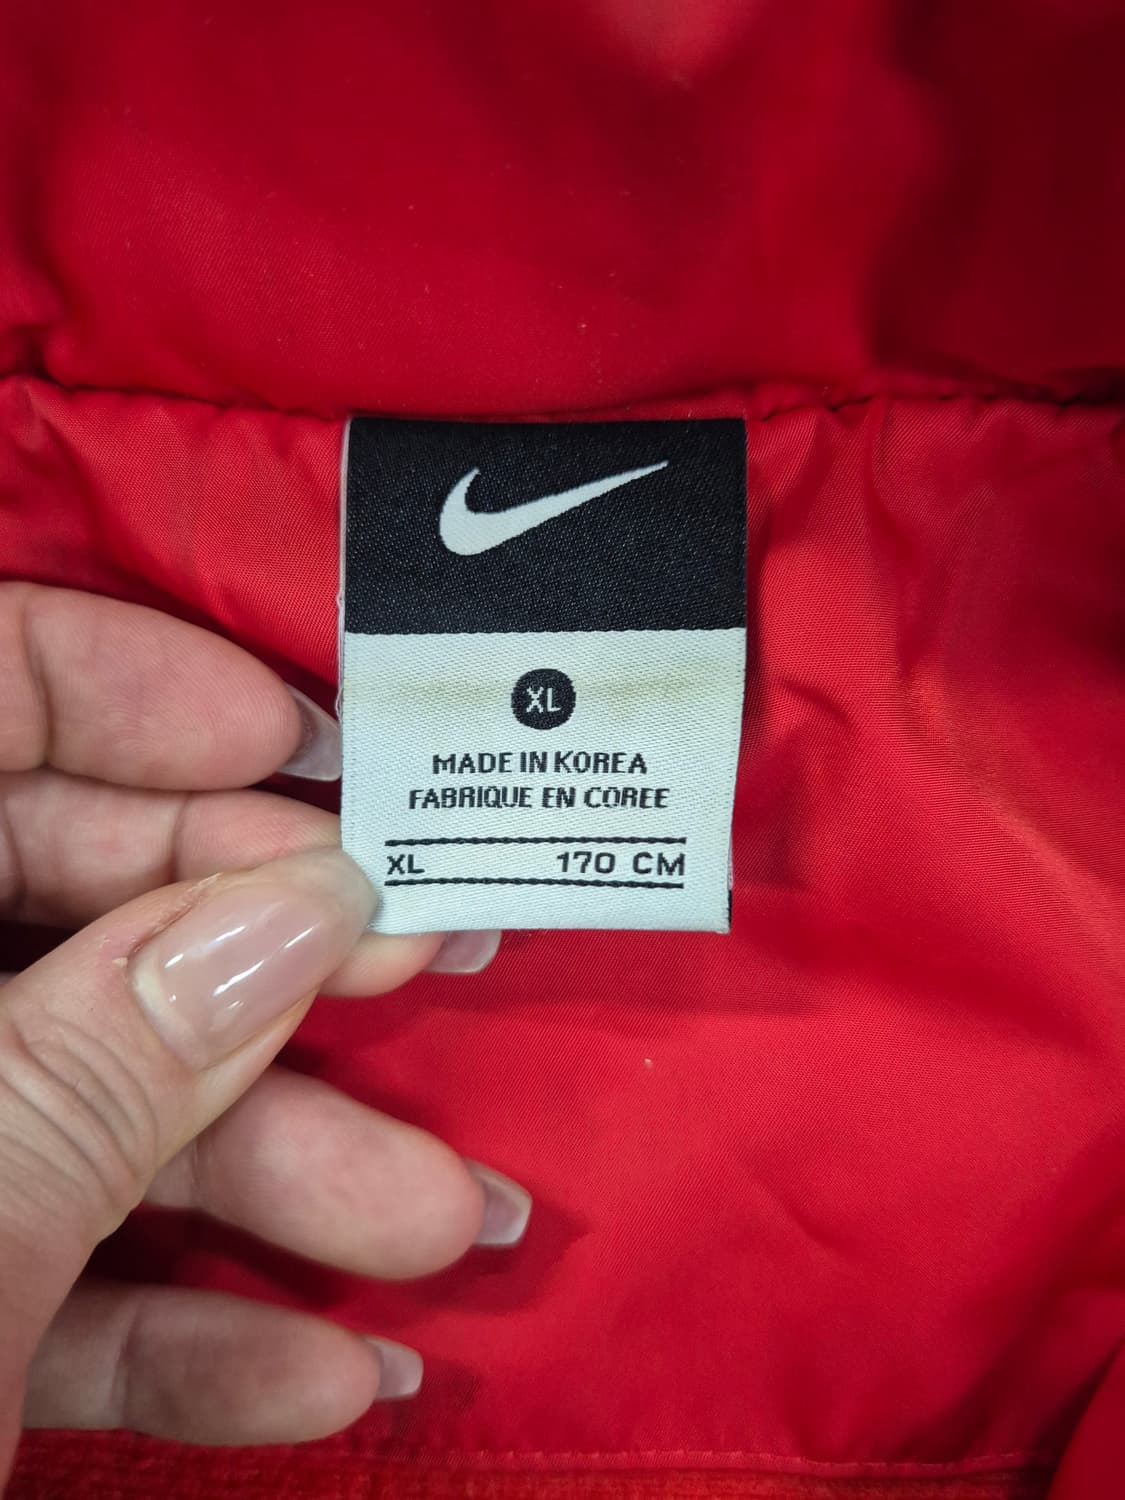 XL
MADE IN KOREA
FABRIQUE EN COREE
XL 170 CM